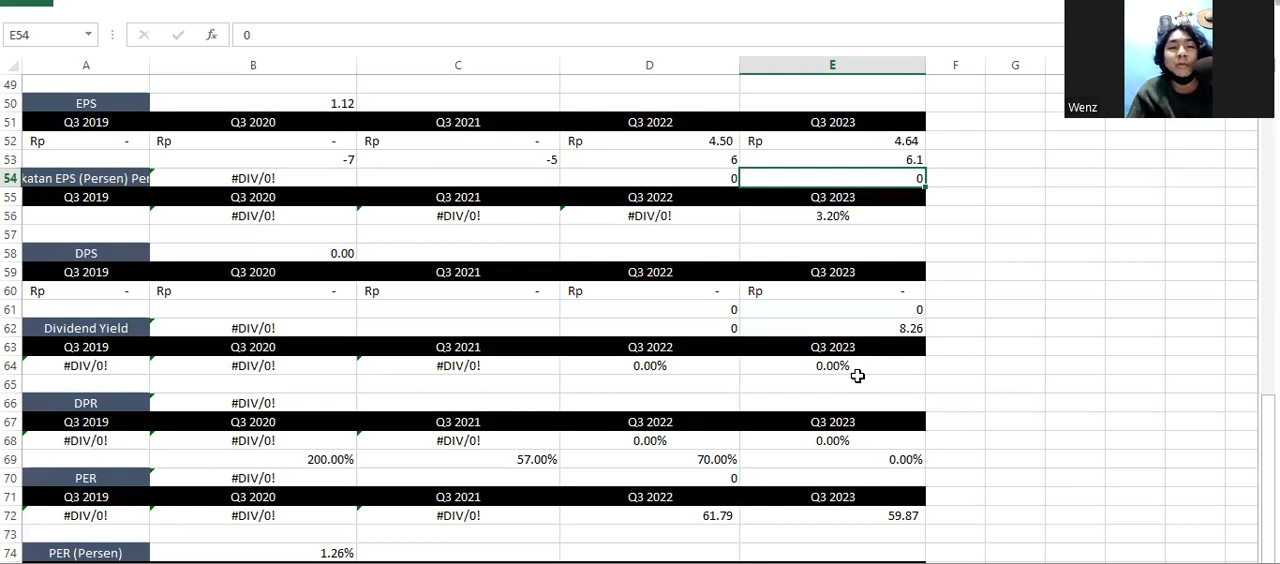 E54 fx 0
A B C D E F G
49
50 EPS 1.12
51 Q3 2019 Q3 2020 Q3 2021 Q3 2022 Q3 2023
52 Rp - Rp - Rp - Rp 4.50 Rp 4.64
53 -7 -5 6 6.1
54 katan EPS (Persen) Per #DIV/0! 0 0
55 Q3 2019 Q3 2020 Q3 2021 Q3 2022 Q3 2023
56 #DIV/0! #DIV/0! #DIV/0! 3.20%
57
58 DPS 0.00
59 Q3 2019 Q3 2020 Q3 2021 Q3 2022 Q3 2023
60 Rp - Rp - Rp - Rp - Rp -
61 0 0
62 Dividend Yield #DIV/0! 0 8.26
63 Q3 2019 Q3 2020 Q3 2021 Q3 2022 Q3 2023
64 #DIV/0! #DIV/0! #DIV/0! 0.00% 0.00%
65
66 DPR #DIV/0!
67 Q3 2019 Q3 2020 Q3 2021 Q3 2022 Q3 2023
68 #DIV/0! #DIV/0! #DIV/0! 0.00% 0.00%
69 200.00% 57.00% 70.00% 0.00%
70 PER #DIV/0! 0
71 Q3 2019 Q3 2020 Q3 2021 Q3 2022 Q3 2023
72 #DIV/0! #DIV/0! #DIV/0! 61.79 59.87
73
74 PER (Persen) 1.26%
Wenz